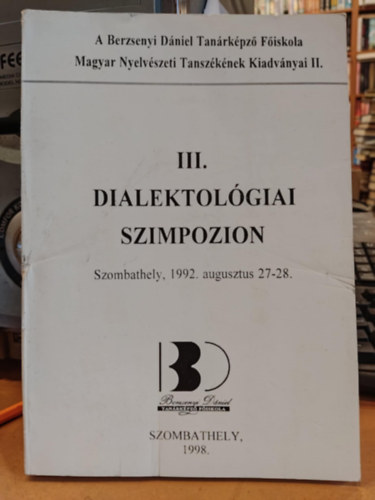 A Berzsenyi Dániel Tanárképző Főiskola
Magyar Nyelvészeti Tanszékének Kiadványai II.
III.
DIALEKTOLÓGIAI
SZIMPOZION
Szombathely, 1992. augusztus 27-28.
BD
Berzsenyi Dániel
TANÁRKÉPZŐ FŐISKOLA
SZOMBATHELY,
1998.